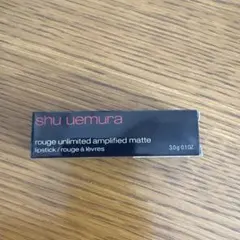 shu uemura
rouge unlimited amplified matte
lipstick / rouge à lèvres
3.0 g 0.1 OZ